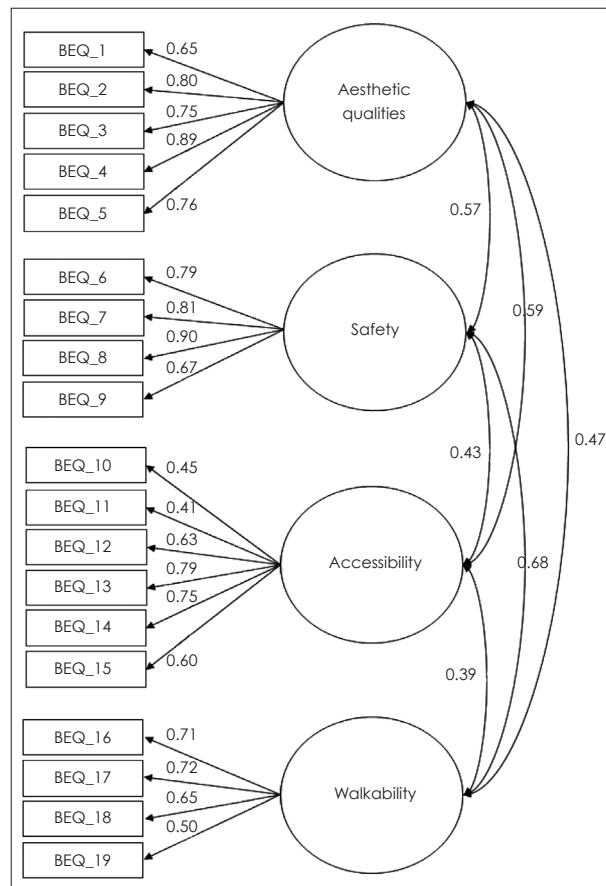 BEQ_1
0.65
BEQ_2
0.80
BEQ_3
0.75
BEQ_4
0.89
BEQ_5
0.76
Aesthetic
qualities
0.57
BEQ_6
0.79
BEQ_7
0.81
BEQ_8
0.90
BEQ_9
0.67
Safety
0.59
0.43
0.47
BEQ_10
0.45
BEQ_11
0.41
BEQ_12
0.63
BEQ_13
0.79
BEQ_14
0.75
BEQ_15
0.60
Accessibility
0.68
0.39
BEQ_16
0.71
BEQ_17
0.72
BEQ_18
0.65
BEQ_19
0.50
Walkability